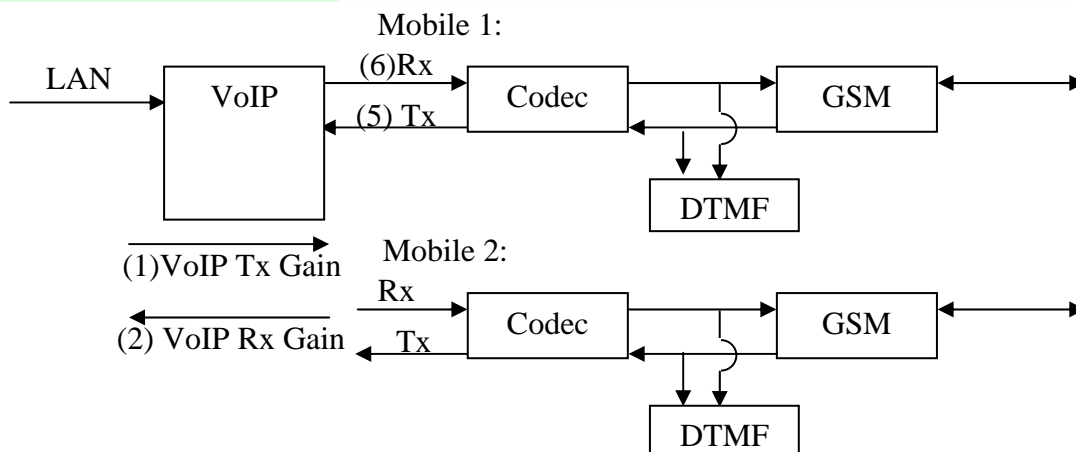 Mobile 1:
LAN
VoIP
(6)Rx
(5) Tx
Codec
GSM
DTMF
(1)VoIP Tx Gain
(2) VoIP Rx Gain
Mobile 2:
Rx
Tx
Codec
GSM
DTMF